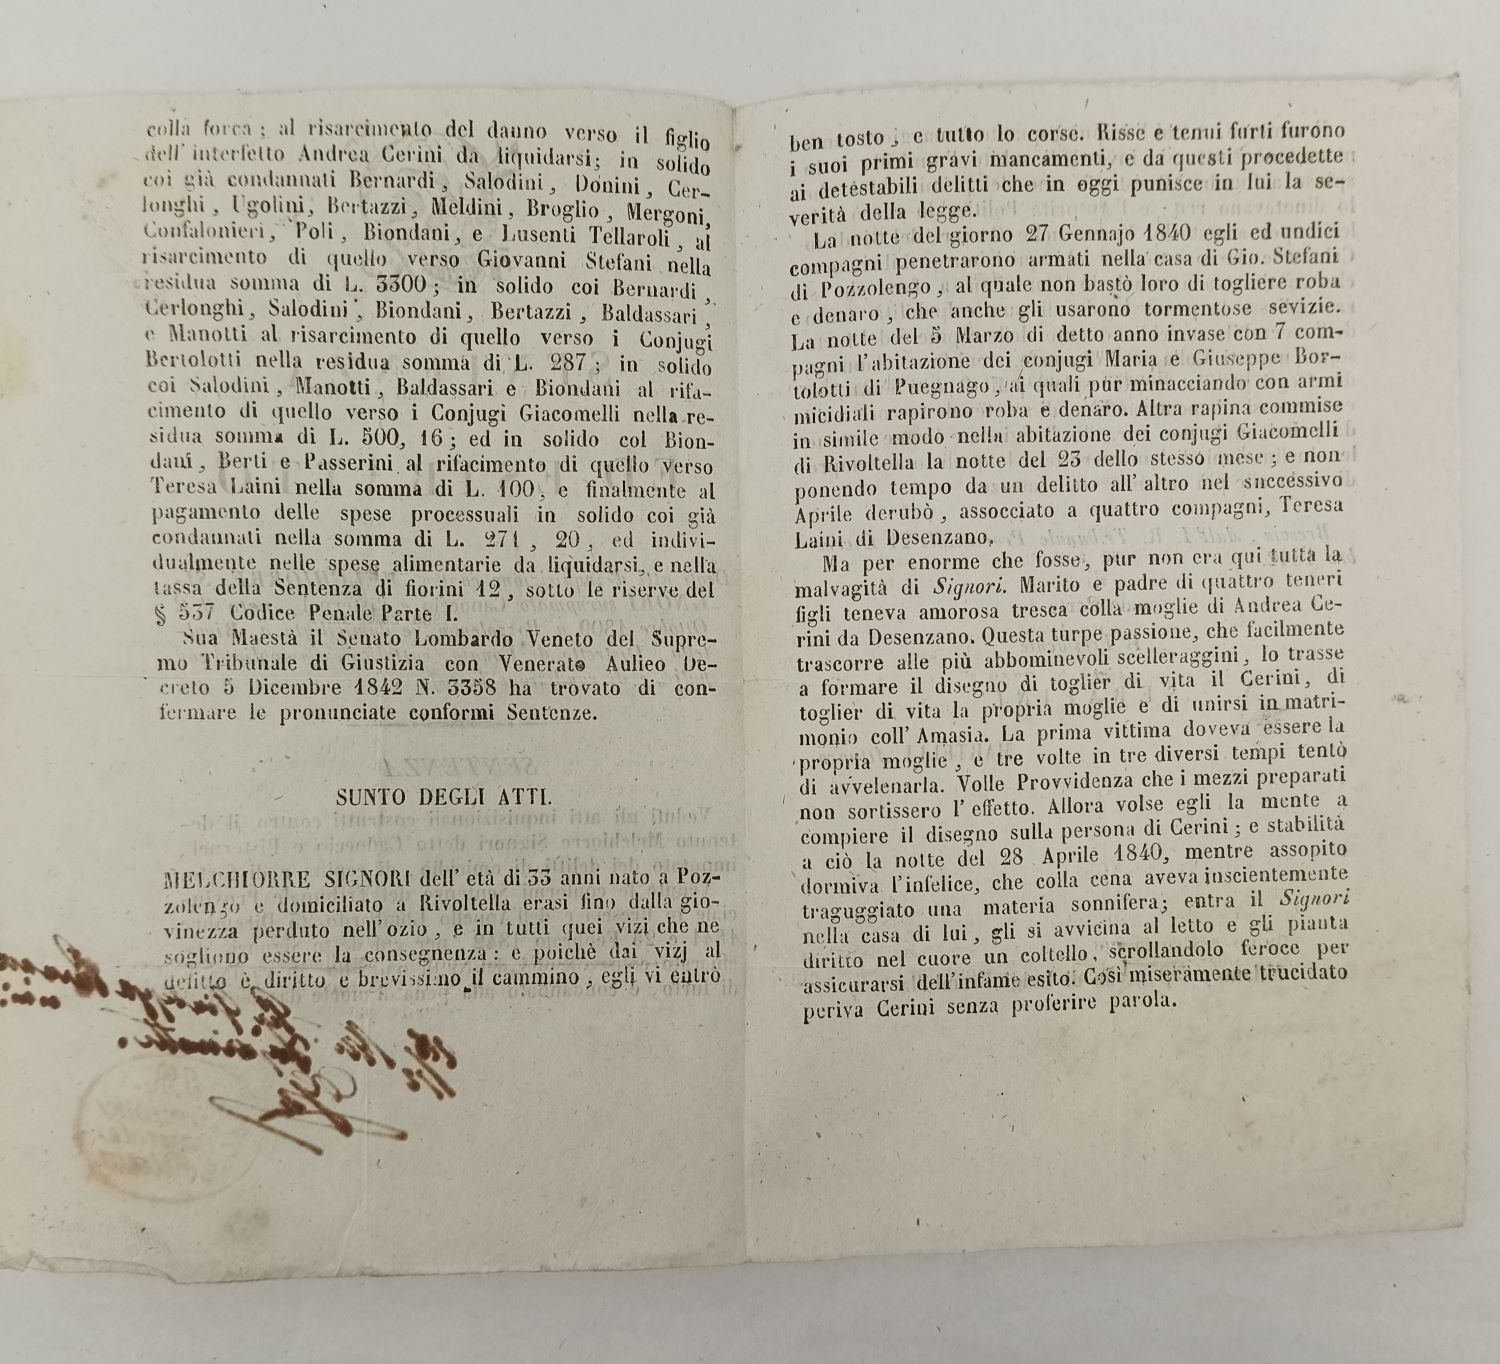 colla forca ; al risarcimento del danno verso il figlio
dell' interfetto Andrea Cerini da liquidarsi; in solido
coi già condannati Bernardi , Salodini , Donini , Cer-
longhi , Ugolini, Bertazzi, Meldini, Broglio , Mergoni,
Confalonieri, Poli , Biondani, e Lusenti Tellaroli , al
risarcimento di quello verso Giovanni Stefani nella
residua somma di L. 3300 ; in solido coi Bernardi ,
Cerlonghi , Salodini , Biondani, Bertazzi , Baldassari ,
e Manotti al risarcimento di quello verso i Conjugi
Bertolotti nella residua somma di L. 287 ; in solido
coi Salodini , Manotti , Baldassari e Biondani al rifa-
cimento di quello verso i Conjugi Giacomelli nella re-
sidua somma di L. 500, 16 ; ed in solido col Bion-
dani , Berti e Passerini al rifacimento di quello verso
Teresa Laini nella somma di L. 100, e finalmente al
pagamento delle spese processuali in solido coi già
condannati nella somma di L. 271 , 20 , ed indivi-
dualmente nelle spese alimentarie da liquidarsi, e nella
tassa della Sentenza di fiorini 12 , sotto le riserve del
§ 537 Codice Penale Parte I.
Sua Maestà il Senato Lombardo Veneto del Supre-
mo Tribunale di Giustizia con Venerato Aulieo De-
creto 5 Dicembre 1842 N. 3358 ha trovato di con-
fermare le pronunciate conformi Sentenze.
SUNTO DEGLI ATTI.
MELCHIORRE SIGNORI dell' età di 33 anni nato a Poz-
zolengo e domiciliato a Rivoltella erasi fino dalla gio-
vinezza perduto nell'ozio , e in tutti quei vizi che ne
sogliono essere la consegnenza : e poichè dai vizj al
delitto è diritto e brevissimo il cammino , egli vi entrò
ben tosto , e tutto lo corse. Risse e tenui furti furono
i suoi primi gravi mancamenti, e da questi procedette
ai detestabili delitti che in oggi punisce in lui la se-
verità della legge.
La notte del giorno 27 Gennajo 1840 egli ed undici
compagni penetrarono armati nella casa di Gio. Stefani
di Pozzolengo , al quale non bastò loro di togliere roba
e denaro , che anche gli usarono tormentose sevizie.
La notte del 5 Marzo di detto anno invase con 7 com-
pagni l'abitazione dei conjugi Maria e Giuseppe Bor-
tolotti di Puegnago , ai quali pur minacciando con armi
micidiali rapirono roba e denaro. Altra rapina commise
in simile modo nella abitazione dei conjugi Giacomelli
di Rivoltella la notte del 23 dello stesso mese ; e non
ponendo tempo da un delitto all' altro nel snccessivo
Aprile derubò , assocciato a quattro compagni, Teresa
Laini di Desenzano.
Ma per enorme che fosse, pur non era qui tutta la
malvagità di Signori. Marito e padre di quattro teneri
figli teneva amorosa tresca colla moglie di Andrea Ce-
rini da Desenzano. Questa turpe passione, che facilmente
trascorre alle più abbominevoli scelleraggini, lo trasse
a formare il disegno di toglier di vita il Cerini, di
toglier di vita la propria moglie e di unirsi in matri-
monio coll' Amasia. La prima vittima doveva essere la
propria moglie , e tre volte in tre diversi tempi tentò
di avvelenarla. Volle Provvidenza che i mezzi preparati
non sortissero l' effetto. Allora volse egli la mente a
compiere il disegno sulla persona di Cerini ; e stabilità
a ciò la notte del 28 Aprile 1840, mentre assopito
dormiva l'infelice, che colla cena aveva inscientemente
traguggiato una materia sonnifera; entra il Signori
nella casa di lui , gli si avvicina al letto e gli pianta
diritto nel cuore un coltello, scrollandolo feroce per
assicurarsi dell'infame esito. Così miseramente trucidato
periva Cerini senza proferire parola.